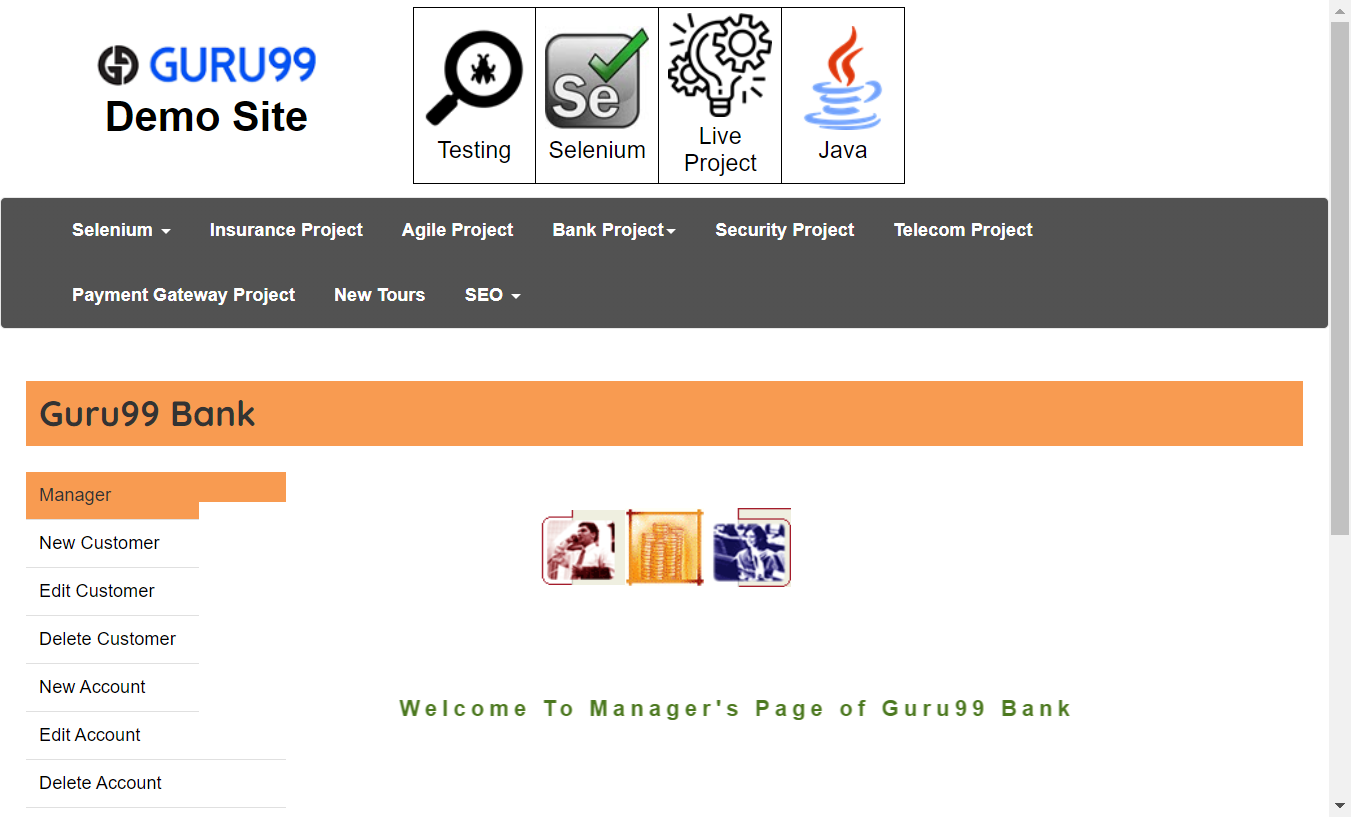 GURU99
Demo Site
Testing
Se
Selenium
Live
Project
Java
Selenium Insurance Project Agile Project Bank Project Security Project Telecom Project
Payment Gateway Project New Tours SEO
Guru99 Bank
Manager
New Customer
Edit Customer
Delete Customer
New Account
Edit Account
Delete Account
Welcome To Manager's Page of Guru99 Bank